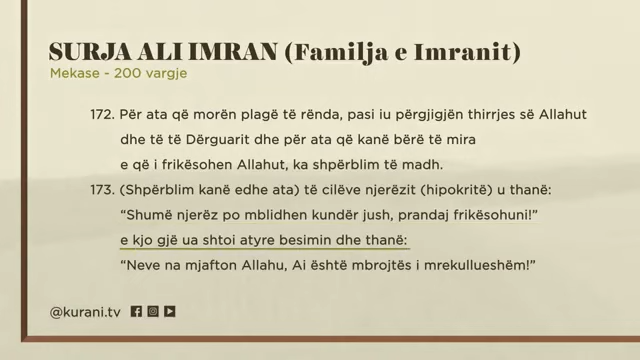 SURJA ALI IMRAN (Familja e Imranit)
Mekase - 200 vargje
172. Për ata që morën plagë të rënda, pasi iu përgjigjën thirrjes së Allahut
dhe të të Dërguarit dhe për ata që kanë bërë të mira
e që i frikësohen Allahut, ka shpërblim të madh.
173. (Shpërblim kanë edhe ata) të cilëve njerëzit (hipokritë) u thanë:
“Shumë njerëz po mblidhen kundër jush, prandaj frikësohuni!”
e kjo gjë ua shtoi atyre besimin dhe thanë:
“Neve na mjafton Allahu, Ai është mbrojtës i mrekullueshëm!”
@kurani.tv